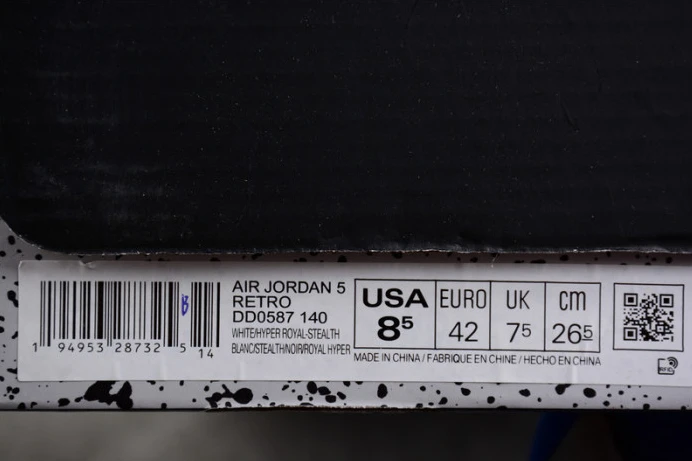 AIR JORDAN 5
RETRO
DD0587 140
WHITE/HYPER ROYAL-STEALTH
BLANC/STEALTHNOIR/ROYAL HYPER
USA
8⁵
EURO
42
UK
7⁵
cm
26⁵
MADE IN CHINA / FABRIQUE EN CHINE / HECHO EN CHINA
B
1 94953 28732 5 14
RFID